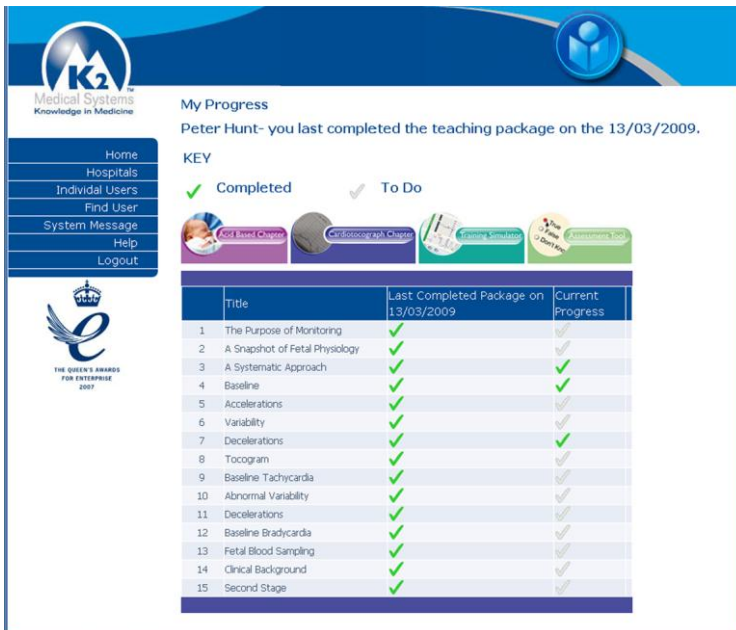 K2
TM
Medical Systems
Knowledge in Medicine
Home
Hospitals
Individal Users
Find User
System Message
Help
Logout
THE QUEEN'S AWARDS
FOR ENTERPRISE
2007
My Progress
Peter Hunt- you last completed the teaching package on the 13/03/2009.
KEY
Completed To Do
Acid Based Chapter
Cardiotocograph Chapter
Training Simulator
True
False
Don't Kno
Assessment Tool
Title Last Completed Package on 13/03/2009 Current Progress
1 The Purpose of Monitoring
2 A Snapshot of Fetal Physiology
3 A Systematic Approach
4 Baseline
5 Accelerations
6 Variability
7 Decelerations
8 Tocogram
9 Baseline Tachycardia
10 Abnormal Variability
11 Decelerations
12 Baseline Bradycardia
13 Fetal Blood Sampling
14 Clinical Background
15 Second Stage